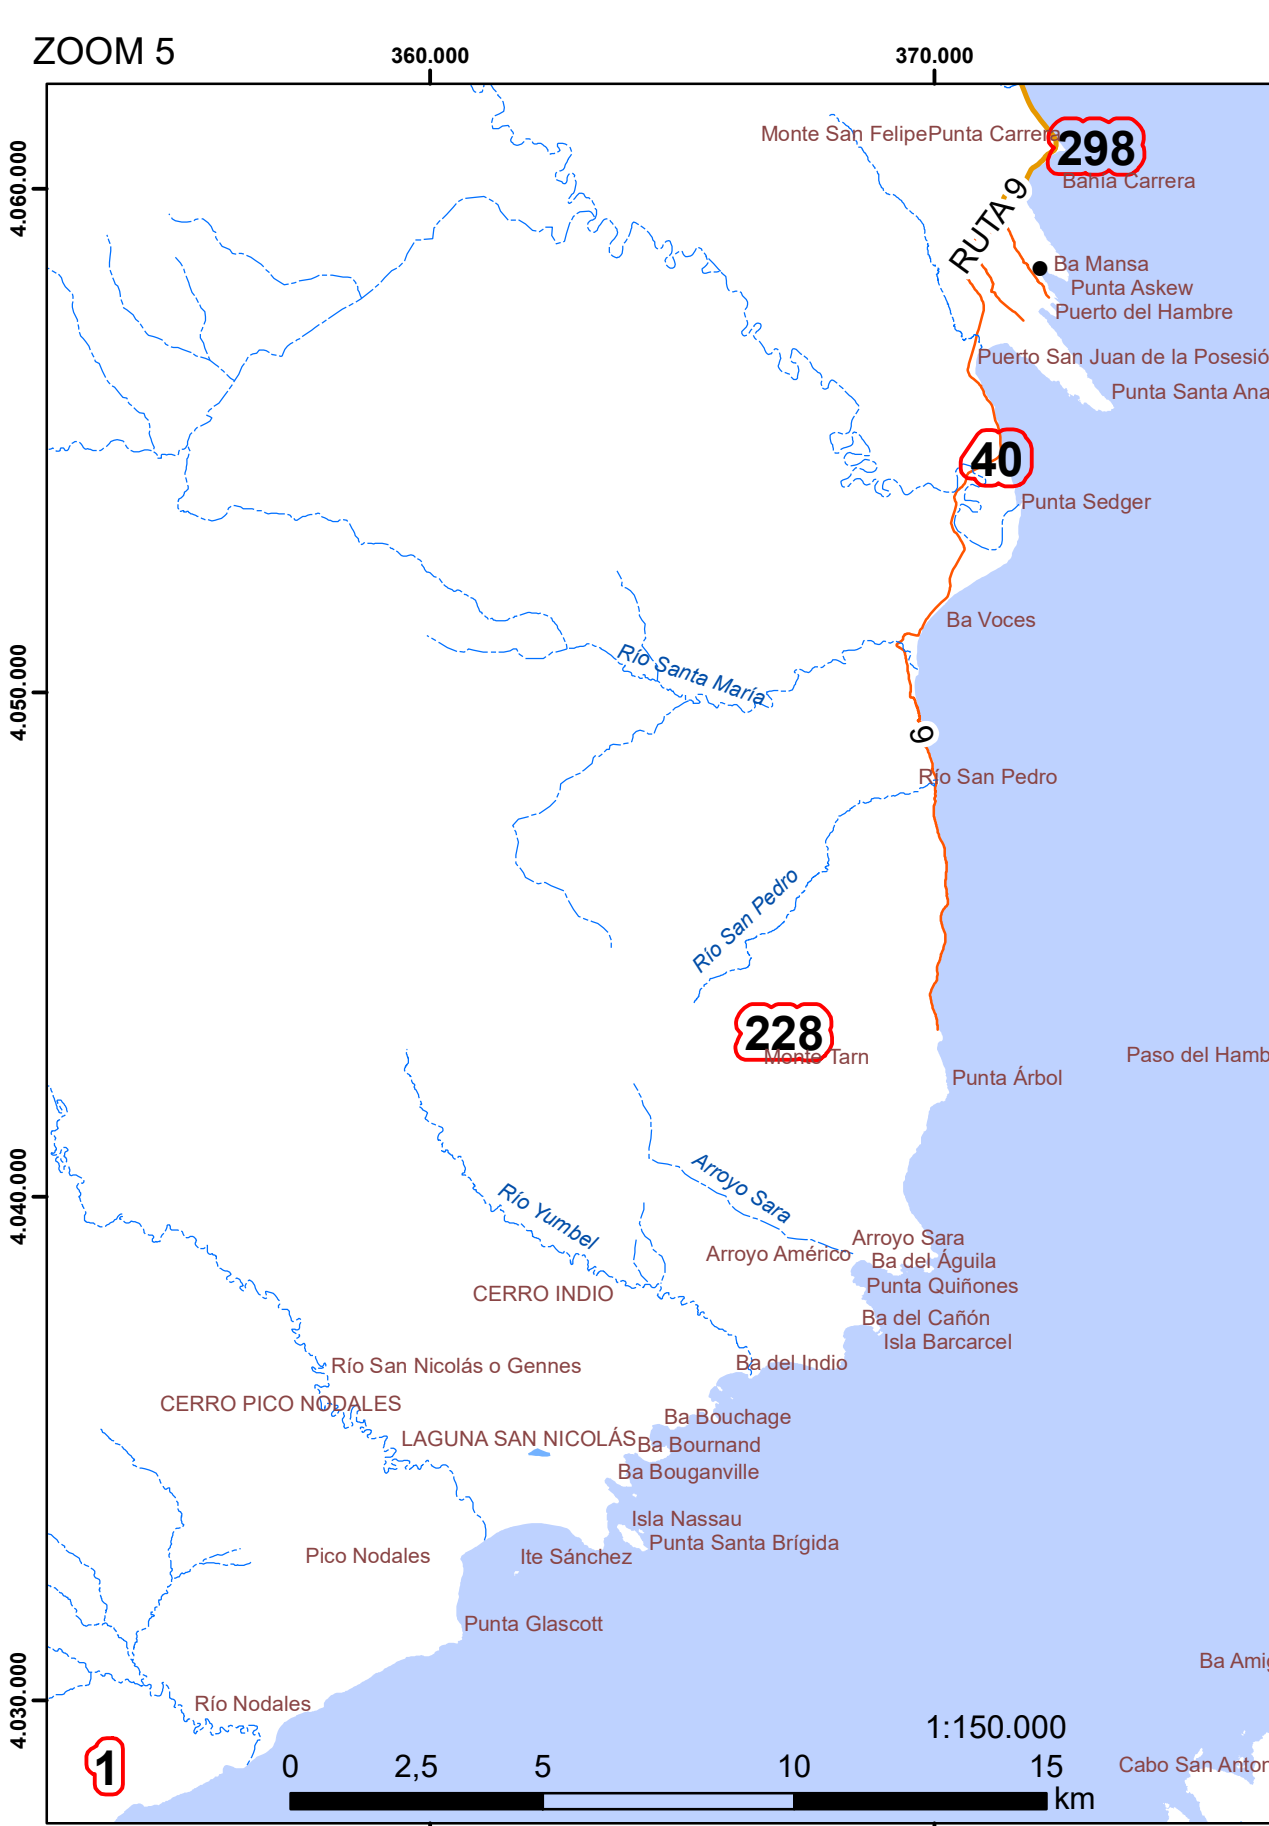 ZOOM 5
360.000
370.000
4.060.000
4.050.000
4.040.000
4.030.000
Monte San Felipe
Punta Carrera
298
Bahía Carrera
RUTA 9
Ba Mansa
Punta Askew
Puerto del Hambre
Puerto San Juan de la Posesió
Punta Santa Ana
40
Punta Sedger
Ba Voces
Río Santa María
9
Río San Pedro
Río San Pedro
228
Monte Tarn
Paso del Hamb
Punta Árbol
Arroyo Sara
Río Yumbel
Arroyo Sara
Arroyo Américo
Ba del Águila
Punta Quiñones
CERRO INDIO
Ba del Cañón
Isla Barcarcel
Ba del Indio
Río San Nicolás o Gennes
CERRO PICO NODALES
Ba Bouchage
LAGUNA SAN NICOLÁS
Ba Bournand
Ba Bouganville
Isla Nassau
Punta Santa Brígida
Pico Nodales
Ite Sánchez
Punta Glascott
Ba Amig
Río Nodales
1
1:150.000
0 2,5 5 10 15
km
Cabo San Anton